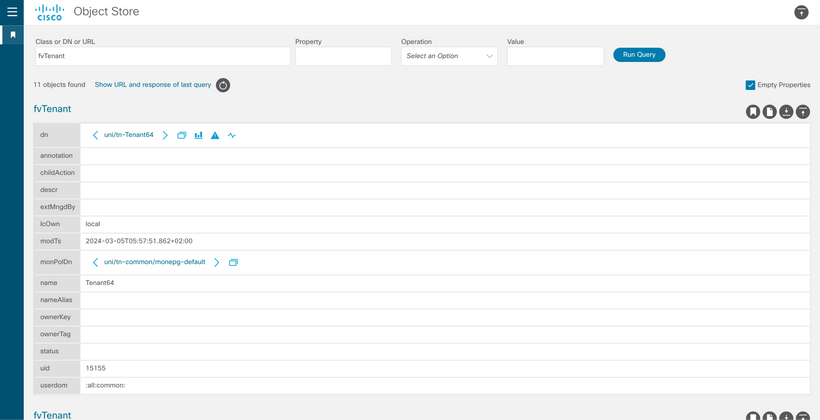 CISCO
Object Store
Class or DN or URL Property Operation Value
fvTenant Select an Option Run Query
11 objects found Show URL and response of last query Empty Properties
fvTenant
dn uni/tn-Tenant64
annotation
childAction
descr
extMngdBy
lcOwn local
modTs 2024-03-05T05:57:51.862+02:00
monPolDn uni/tn-common/monepg-default
name Tenant64
nameAlias
ownerKey
ownerTag
status
uid 15155
userdom :all:common:
fvTenant